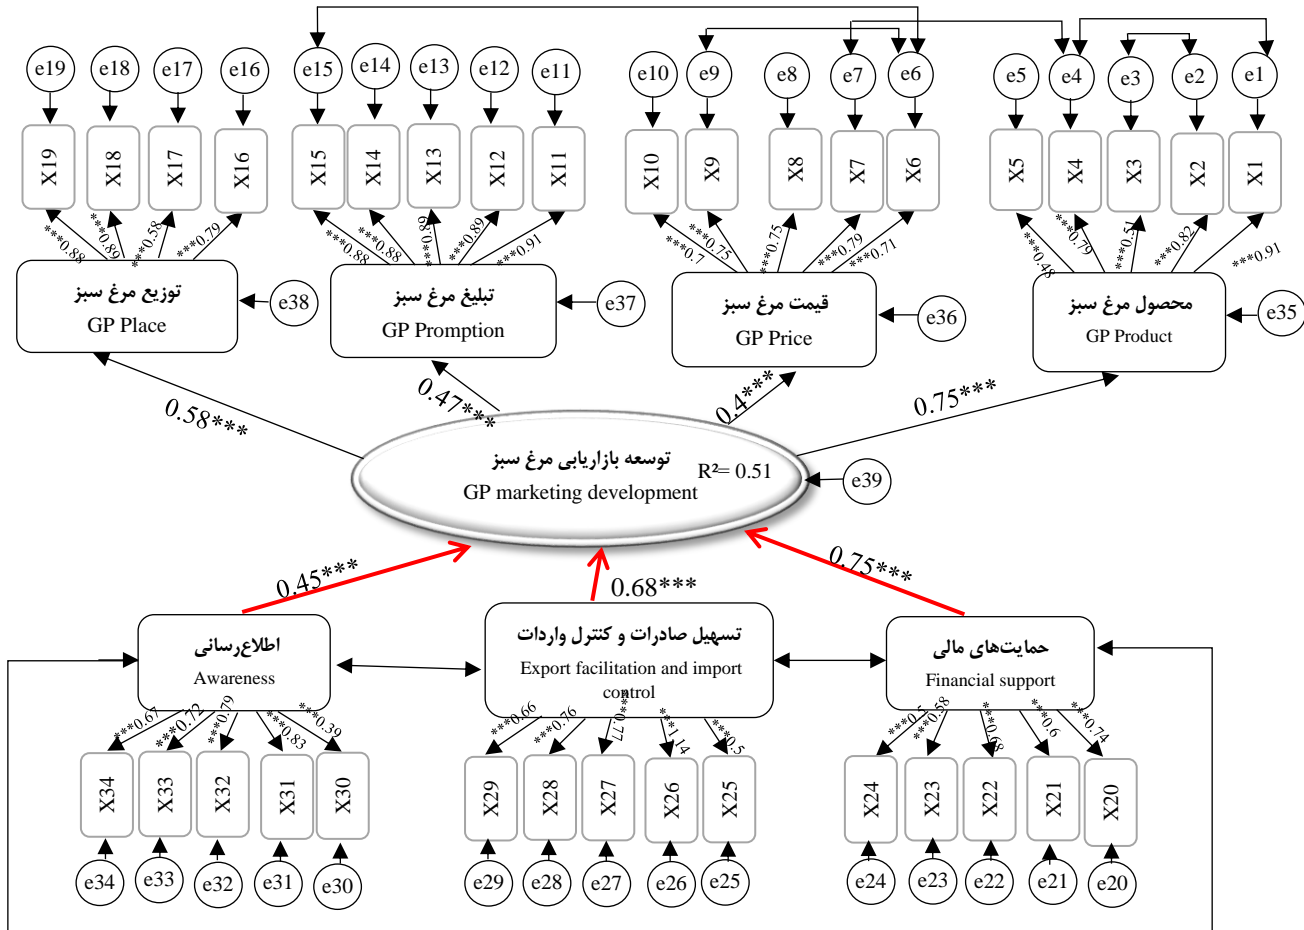 e19 e18 e17 e16 e15 e14 e13 e12 e11 e10 e9 e8 e7 e6 e5 e4 e3 e2 e1
X19 X18 X17 X16 X15 X14 X13 X12 X11 X10 X9 X8 X7 X6 X5 X4 X3 X2 X1
***0.88 ***0.89 ***0.58 ***0.79 ***0.88 ***0.88 ***0.89 ***0.89 ***0.91 ***0.7 ***0.75 ***0.75 ***0.79 ***0.71 ***0.48 ***0.79 ***0.51 ***0.82 ***0.91
توزیع مرغ سبز
GP Place
e38
تبلیغ مرغ سبز
GP Promption
e37
قیمت مرغ سبز
GP Price
e36
محصول مرغ سبز
GP Product
e35
0.58*** 0.47*** 0.4*** 0.75***
توسعه بازاریابی مرغ سبز
GP marketing development
R²= 0.51
e39
0.45*** 0.68*** 0.75***
اطلاع‌رسانی
Awareness
تسهیل صادرات و کنترل واردات
Export facilitation and import
control
حمایت‌های مالی
Financial support
***0.67 ***0.72 ***0.79 ***0.83 ***0.39 ***0.66 ***0.76 ***0.77 ***1.14 ***0.5 ***0.5 ***0.58 ***0.68 ***0.6 ***0.74
X34 X33 X32 X31 X30 X29 X28 X27 X26 X25 X24 X23 X22 X21 X20
e34 e33 e32 e31 e30 e29 e28 e27 e26 e25 e24 e23 e22 e21 e20